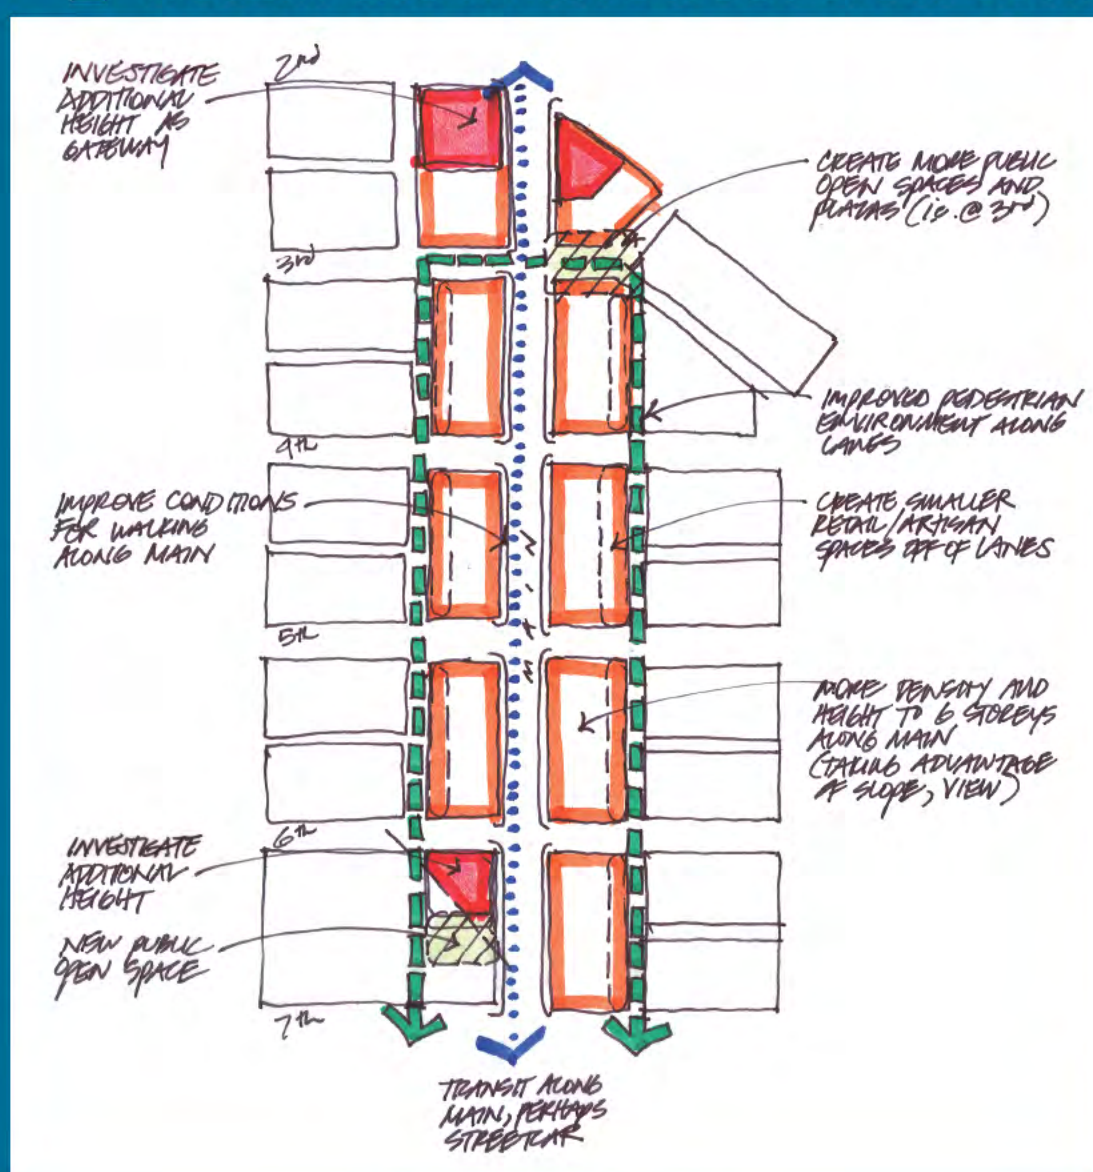 2nd
INVESTIGATE
ADDITIONAL
HEIGHT AS
GATEWAY
CREATE MORE PUBLIC
OPEN SPACES AND
PLAZAS (ie. @ 3rd)
3rd
IMPROVED PEDESTRIAN
ENVIRONMENT ALONG
LANES
4th
IMPROVE CONDITIONS
FOR WALKING
ALONG MAIN
CREATE SMALLER
RETAIL/ARTISAN
SPACES OFF OF LANES
MAIN
5th
MORE DENSITY AND
HEIGHT TO 6 STOREYS
ALONG MAIN
(TAKING ADVANTAGE
OF SLOPE, VIEW)
6th
INVESTIGATE
ADDITIONAL
HEIGHT
NEW PUBLIC
OPEN SPACE
7th
TRANSIT ALONG
MAIN, PERHAPS
STREETCAR